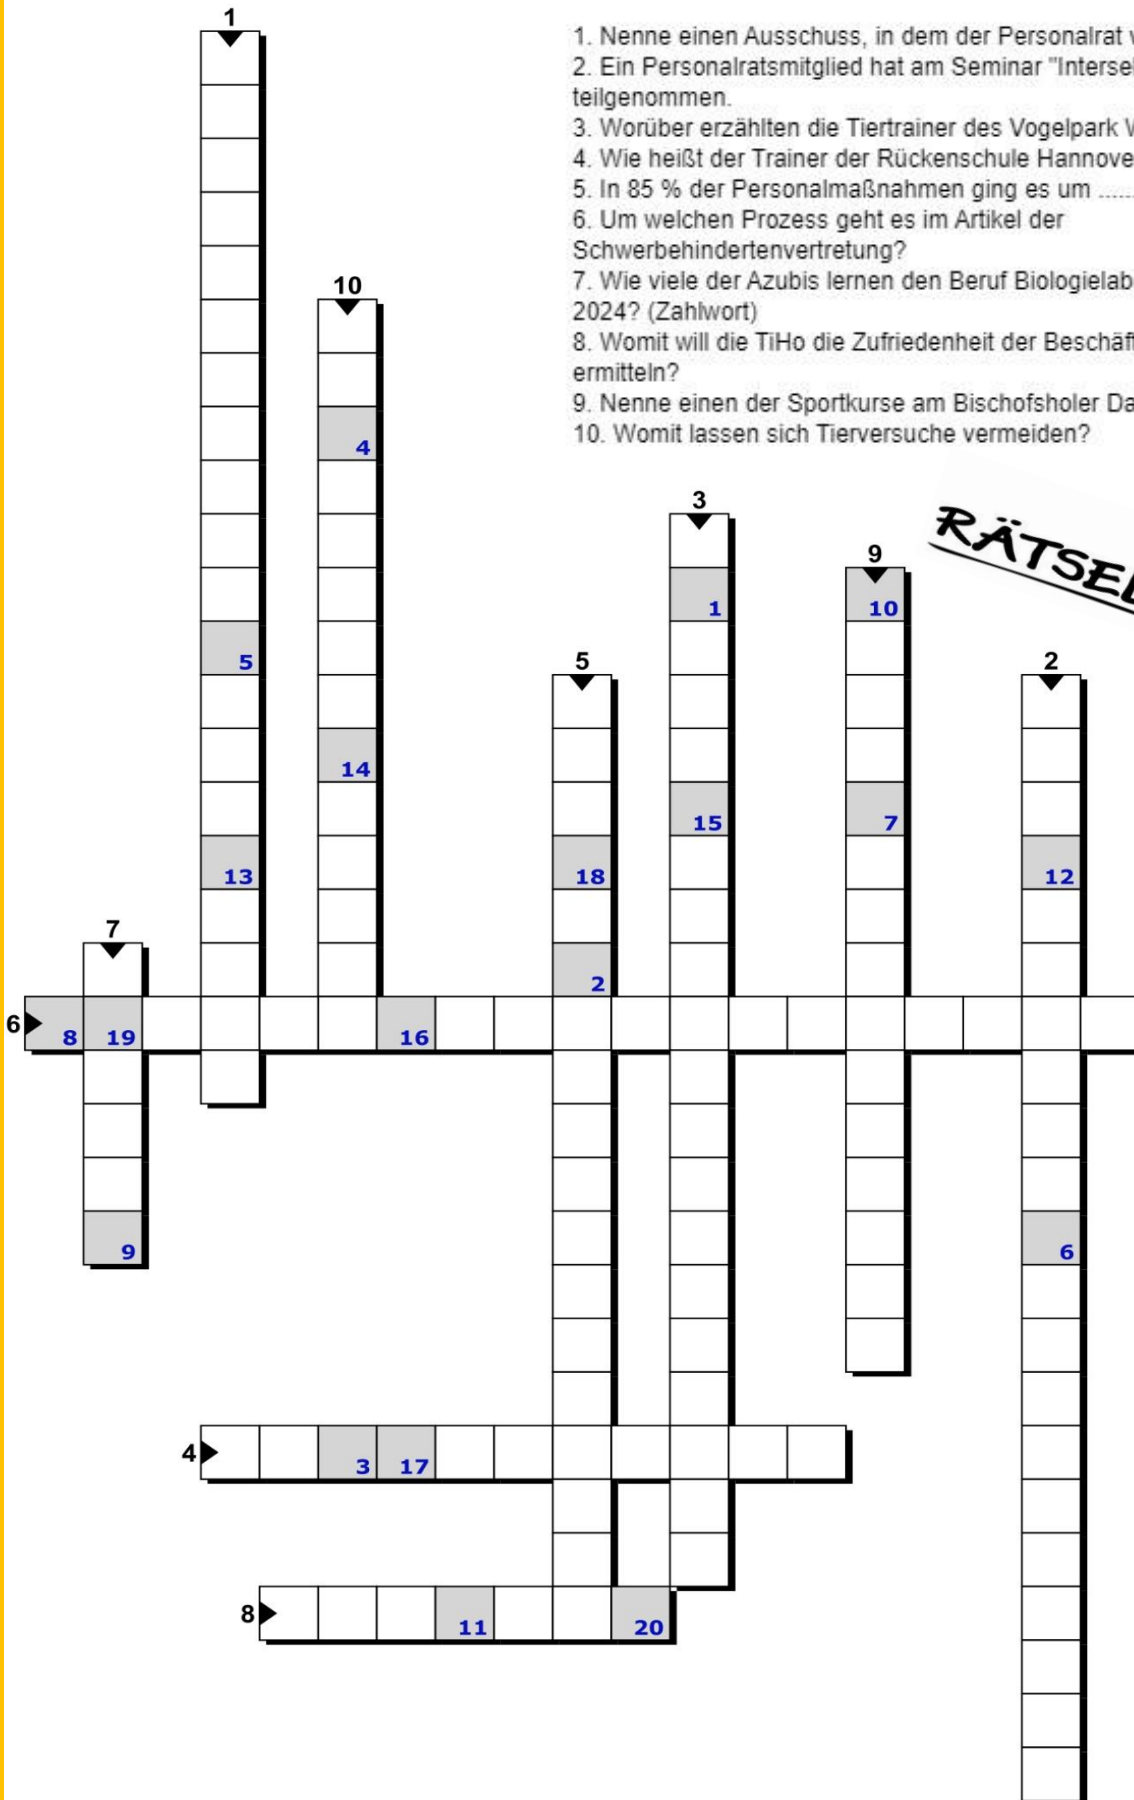 1. Nenne einen Ausschuss, in dem der Personalrat
2. Ein Personalratsmitglied hat am Seminar "Interse
teilgenommen.
3. Worüber erzählten die Tiertrainer des Vogelpark
4. Wie heißt der Trainer der Rückenschule Hannove
5. In 85 % der Personalmaßnahmen ging es um ......
6. Um welchen Prozess geht es im Artikel der
Schwerbehindertenvertretung?
7. Wie viele der Azubis lernen den Beruf Biologielab
2024? (Zahlwort)
8. Womit will die TiHo die Zufriedenheit der Beschäf
ermitteln?
9. Nenne einen der Sportkurse am Bischofsholer Da
10. Womit lassen sich Tierversuche vermeiden?
RÄTSEL
1
10
4
3
9
1
10
5
5
2
14
15
7
13
18
12
7
2
6
8
19
16
9
6
4
3
17
8
11
20